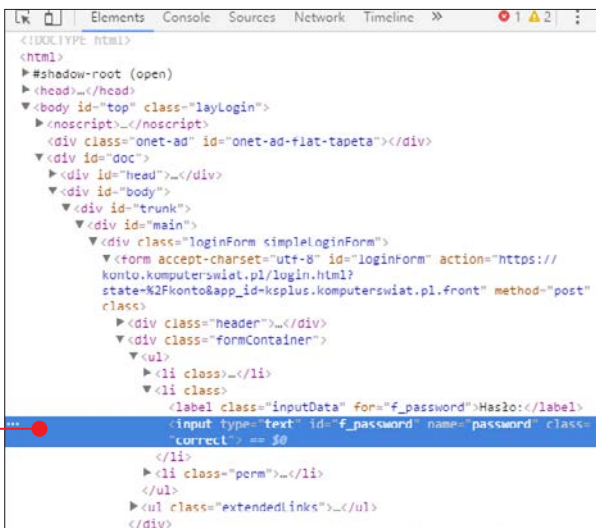 Elements Console Sources Network Timeline » 1 2
<!DOCTYPE html>
<html>
▶#shadow-root (open)
▶<head>…</head>
▼<body id="top" class="layLogin">
▶<noscript>…</noscript>
<div class="onet-ad" id="onet-ad-flat-tapeta"></div>
▼<div id="doc">
▶<div id="head">…</div>
▼<div id="body">
▼<div id="trunk">
▼<div id="main">
▼<div class="loginForm simpleLoginForm">
▼<form accept-charset="utf-8" id="loginForm" action="https://
konto.komputerswiat.pl/login.html?
state=%2Fkonto&app_id=ksplus.komputerswiat.pl.front" method="post"
class>
▶<div class="header">…</div>
▼<div class="formContainer">
▼<ul>
▶<li class>…</li>
▼<li class>
<label class="inputData" for="f_password">Hasło:</label>
<input type="text" id="f_password" name="password" class=
"correct"> == $0
</li>
▶<li class="perm">…</li>
</ul>
▶<ul class="extendedLinks">…</ul>
</div>